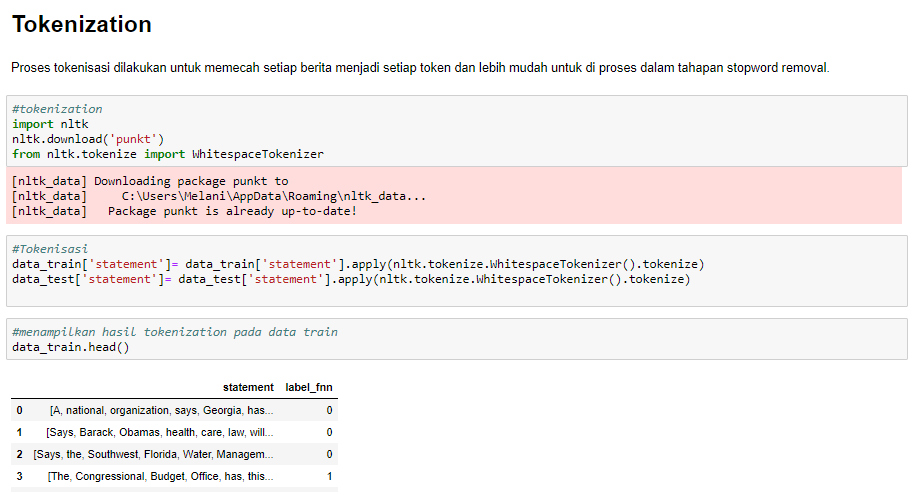 Tokenization
Proses tokenisasi dilakukan untuk memecah setiap berita menjadi setiap token dan lebih mudah untuk di proses dalam tahapan stopword removal.
#tokenization
import nltk
nltk.download('punkt')
from nltk.tokenize import WhitespaceTokenizer
[nltk_data] Downloading package punkt to
[nltk_data]     C:\Users\Melani\AppData\Roaming\nltk_data...
[nltk_data]   Package punkt is already up-to-date!
#Tokenisasi
data_train['statement']= data_train['statement'].apply(nltk.tokenize.WhitespaceTokenizer().tokenize)
data_test['statement']= data_test['statement'].apply(nltk.tokenize.WhitespaceTokenizer().tokenize)
#menampilkan hasil tokenization pada data train
data_train.head()
statement label_fnn
0 [A, national, organization, says, Georgia, has... 0
1 [Says, Barack, Obamas, health, care, law, will... 0
2 [Says, the, Southwest, Florida, Water, Managem... 0
3 [The, Congressional, Budget, Office, has, this... 1